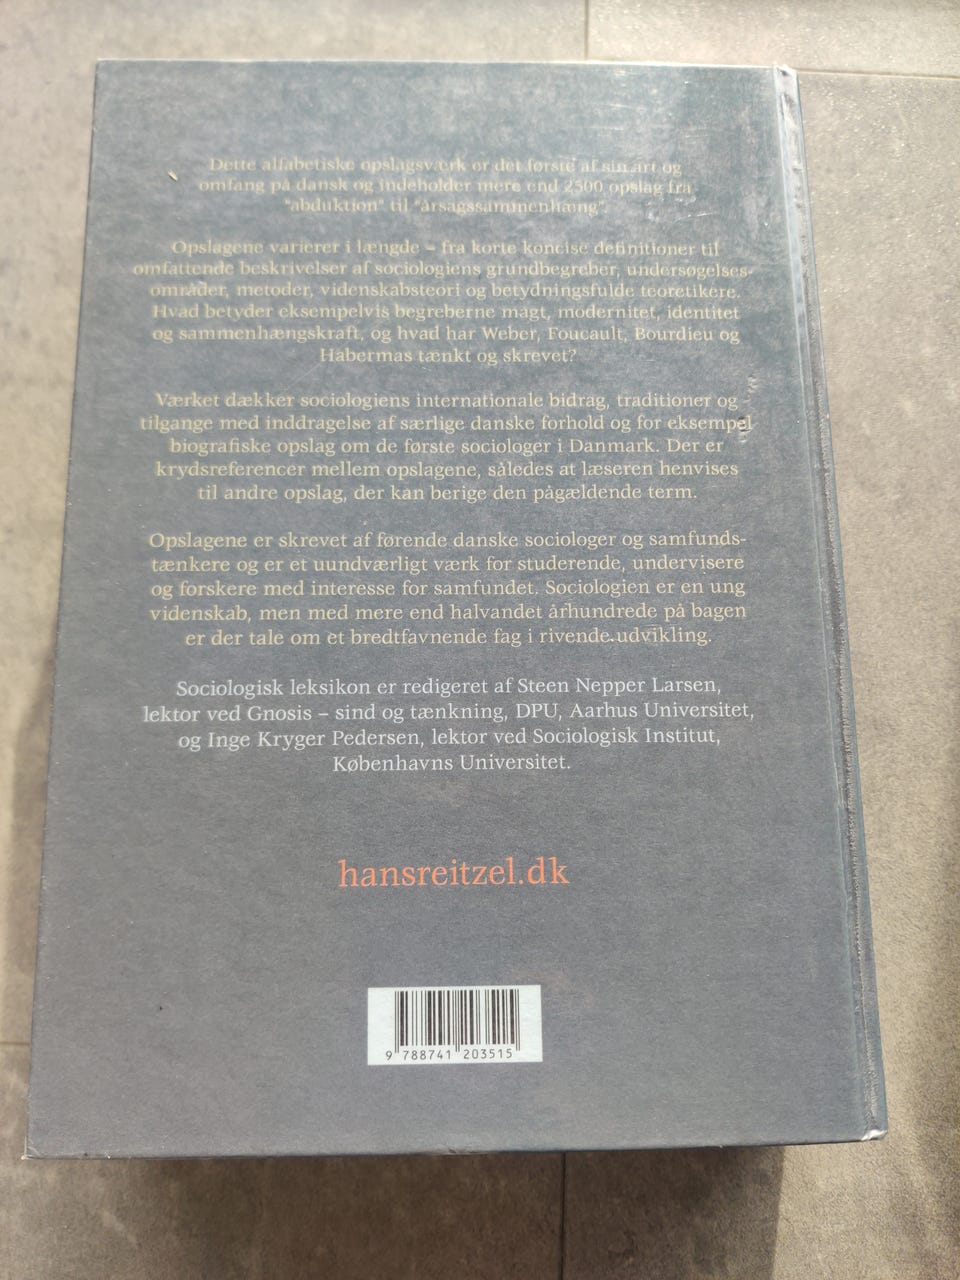 Dette alfabetiske opslagsværk er det første af sin art og
omfang på dansk og indeholder mere end 2500 opslag fra
"abduktion" til "årsagssammenhæng".
Opslagene varierer i længde – fra korte koncise definitioner til
omfattende beskrivelser af sociologiens grundbegreber, undersøgelses-
områder, metoder, videnskabsteori og betydningsfulde teoretikere.
Hvad betyder eksempelvis begreberne magt, modernitet, identitet
og sammenhængskraft, og hvad har Weber, Foucault, Bourdieu og
Habermas tænkt og skrevet?
Værket dækker sociologiens internationale bidrag, traditioner og
tilgange med inddragelse af særlige danske forhold og for eksempel
biografiske opslag om de første sociologer i Danmark. Der er
krydsreferencer mellem opslagene, således at læseren henvises
til andre opslag, der kan berige den pågældende term.
Opslagene er skrevet af førende danske sociologer og samfunds-
tænkere og er et uundværligt værk for studerende, undervisere
og forskere med interesse for samfundet. Sociologien er en ung
videnskab, men med mere end halvandet århundrede på bagen
er der tale om et bredtfavnende fag i rivende udvikling.
Sociologisk leksikon er redigeret af Steen Nepper Larsen,
lektor ved Gnosis – sind og tænkning, DPU, Aarhus Universitet,
og Inge Kryger Pedersen, lektor ved Sociologisk Institut,
Københavns Universitet.
hansreitzel.dk
9 788741 203515